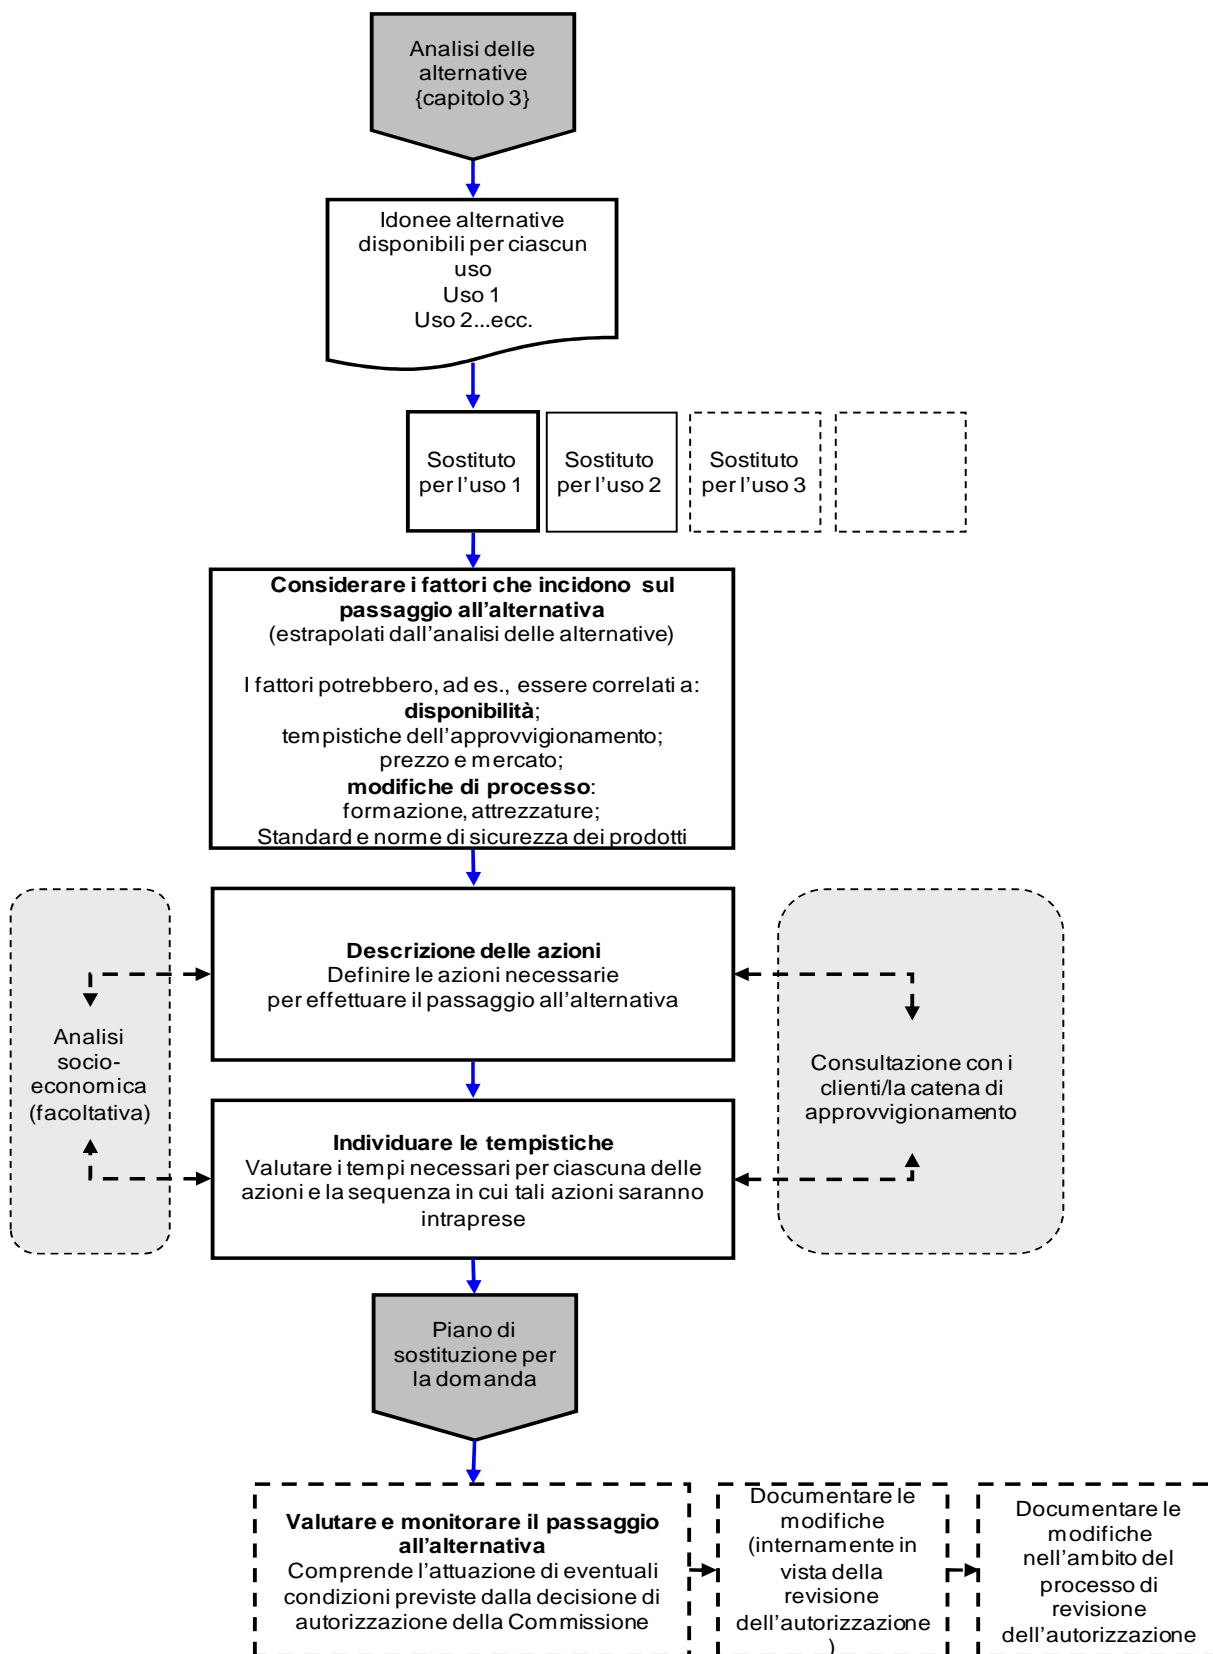 Analisi delle
alternative
{capitolo 3}
Idonee alternative
disponibili per ciascun
uso
Uso 1
Uso 2...ecc.
Sostituto
per l’uso 1
Sostituto
per l’uso 2
Sostituto
per l’uso 3
Considerare i fattori che incidono sul
passaggio all’alternativa
(estrapolati dall’analisi delle alternative)
I fattori potrebbero, ad es., essere correlati a:
disponibilità;
tempistiche dell’approvvigionamento;
prezzo e mercato;
modifiche di processo:
formazione, attrezzature;
Standard e norme di sicurezza dei prodotti
Descrizione delle azioni
Definire le azioni necessarie
per effettuare il passaggio all’alternativa
Analisi
socio-
economica
(facoltativa)
Consultazione con i
clienti/la catena di
approvvigionamento
Individuare le tempistiche
Valutare i tempi necessari per ciascuna delle
azioni e la sequenza in cui tali azioni saranno
intraprese
Piano di
sostituzione per
la domanda
Valutare e monitorare il passaggio
all’alternativa
Comprende l’attuazione di eventuali
condizioni previste dalla decisione di
autorizzazione della Commissione
Documentare le
modifiche
(internamente in
vista della
revisione
dell’autorizzazione
)
Documentare le
modifiche
nell’ambito del
processo di
revisione
dell’autorizzazione